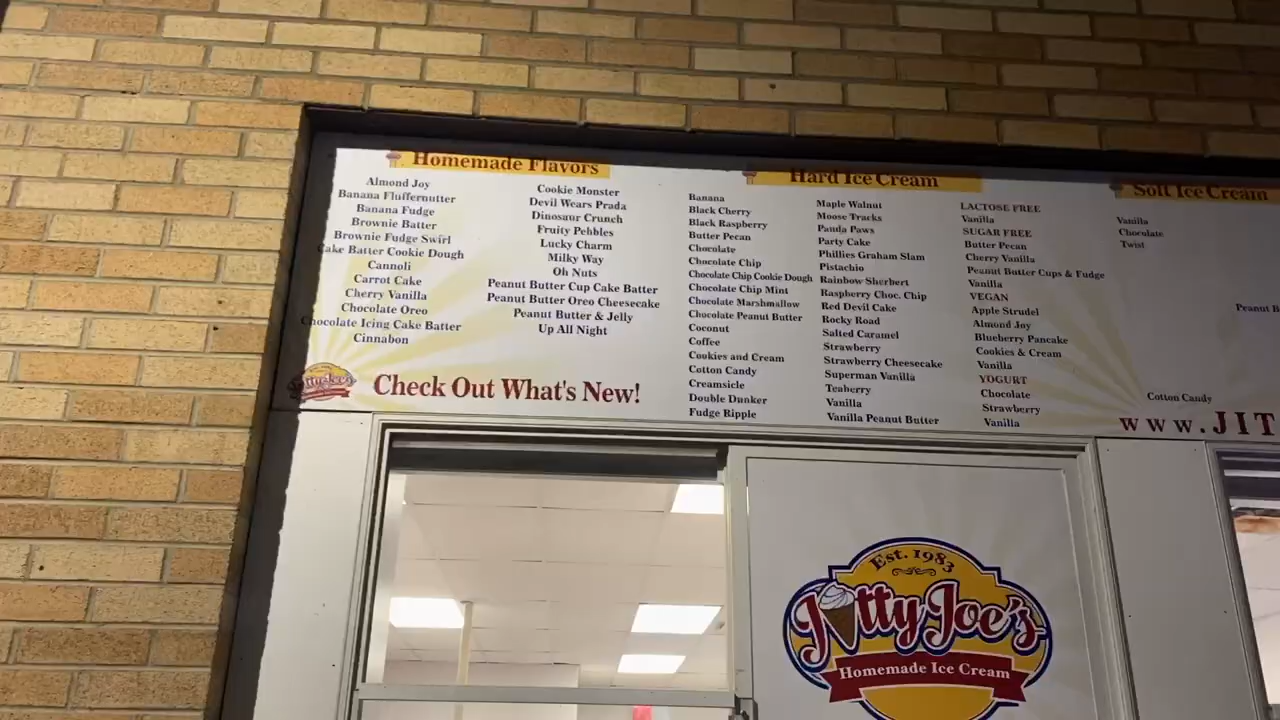 Homemade Flavors
Almond Joy
Banana Fluffernutter
Banana Fudge
Brownie Batter
Brownie Fudge Swirl
Cake Batter Cookie Dough
Cannoli
Carrot Cake
Cherry Vanilla
Chocolate Oreo
Chocolate Icing Cake Batter
Cinnabon
Cookie Monster
Devil Wears Prada
Dinosaur Crunch
Fruity Pehbles
Lucky Charm
Milky Way
Oh Nuts
Peanut Butter Cup Cake Batter
Peanut Butter Oreo Cheesecake
Peanut Butter & Jelly
Up All Night
Check Out What's New!
Hard Ice Cream
Banana
Black Cherry
Black Raspberry
Butter Pecan
Chocolate
Chocolate Chip
Chocolate Chip Cookie Dough
Chocolate Chip Mint
Chocolate Marshmallow
Chocolate Peanut Butter
Coconut
Coffee
Cookies and Cream
Cotton Candy
Creamsicle
Double Dunker
Fudge Ripple
Maple Walnut
Moose Tracks
Panda Paws
Party Cake
Phillies Graham Slam
Pistachio
Rainbow Sherbert
Raspberry Choc. Chip
Red Devil Cake
Rocky Road
Salted Caramel
Strawberry
Strawberry Cheesecake
Superman Vanilla
Teaberry
Vanilla
Vanilla Peanut Butter
LACTOSE FREE
Vanilla
SUGAR FREE
Butter Pecan
Cherry Vanilla
Peanut Butter Cups & Fudge
Vanilla
VEGAN
Apple Strudel
Almond Joy
Blueberry Pancake
Cookies & Cream
Vanilla
YOGURT
Chocolate
Strawberry
Vanilla
Soft Ice Cream
Vanilla
Chocolate
Twist
Peanut B
Cotton Candy
www.JIT
Est. 1983
Jitty Joe's
Homemade Ice Cream